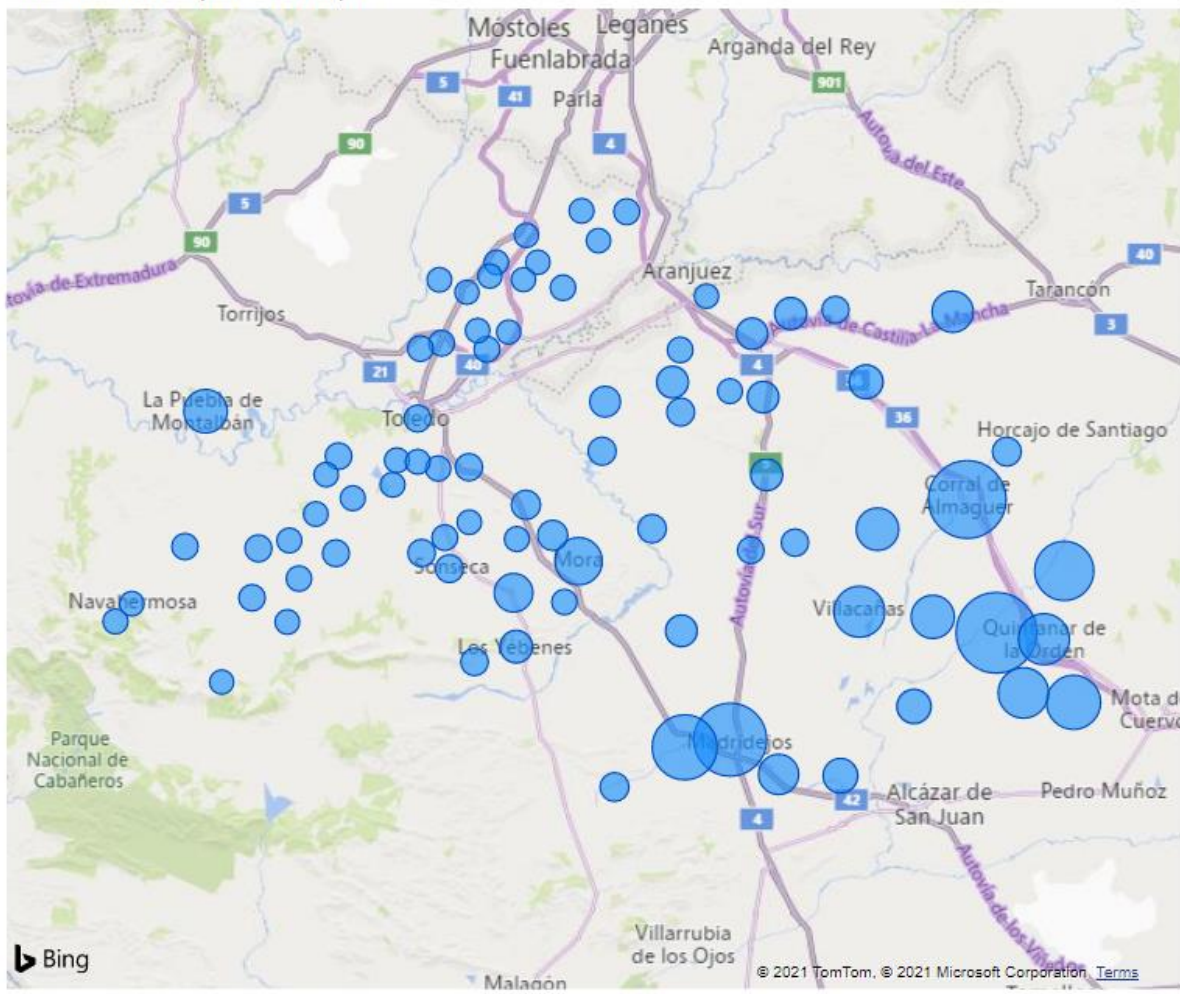 Móstoles
Leganés
Fuenlabrada
Arganda del Rey
5
41
Parla
901
4
90
Autovía del Este
5
90
40
tovía de Extremadura
Aranjuez
Tarancón
Torrijos
Autovía de Castilla-La Mancha
3
21
40
4
La Puebla de
Montalbán
Toledo
36
Horcajo de Santiago
Corral de
Almaguer
Autovía del Sur
Mora
Sonseca
Navahermosa
Villacañas
Quintanar de
la Orden
Los Yébenes
Mota d
Cuervo
Parque
Nacional de
Cabañeros
Madridejos
42
Alcázar de
San Juan
Pedro Muñoz
4
Autovía de los Viñe
Villarrubia
de los Ojos
Bing
© 2021 TomTom, © 2021 Microsoft Corporation Terms
Malagón